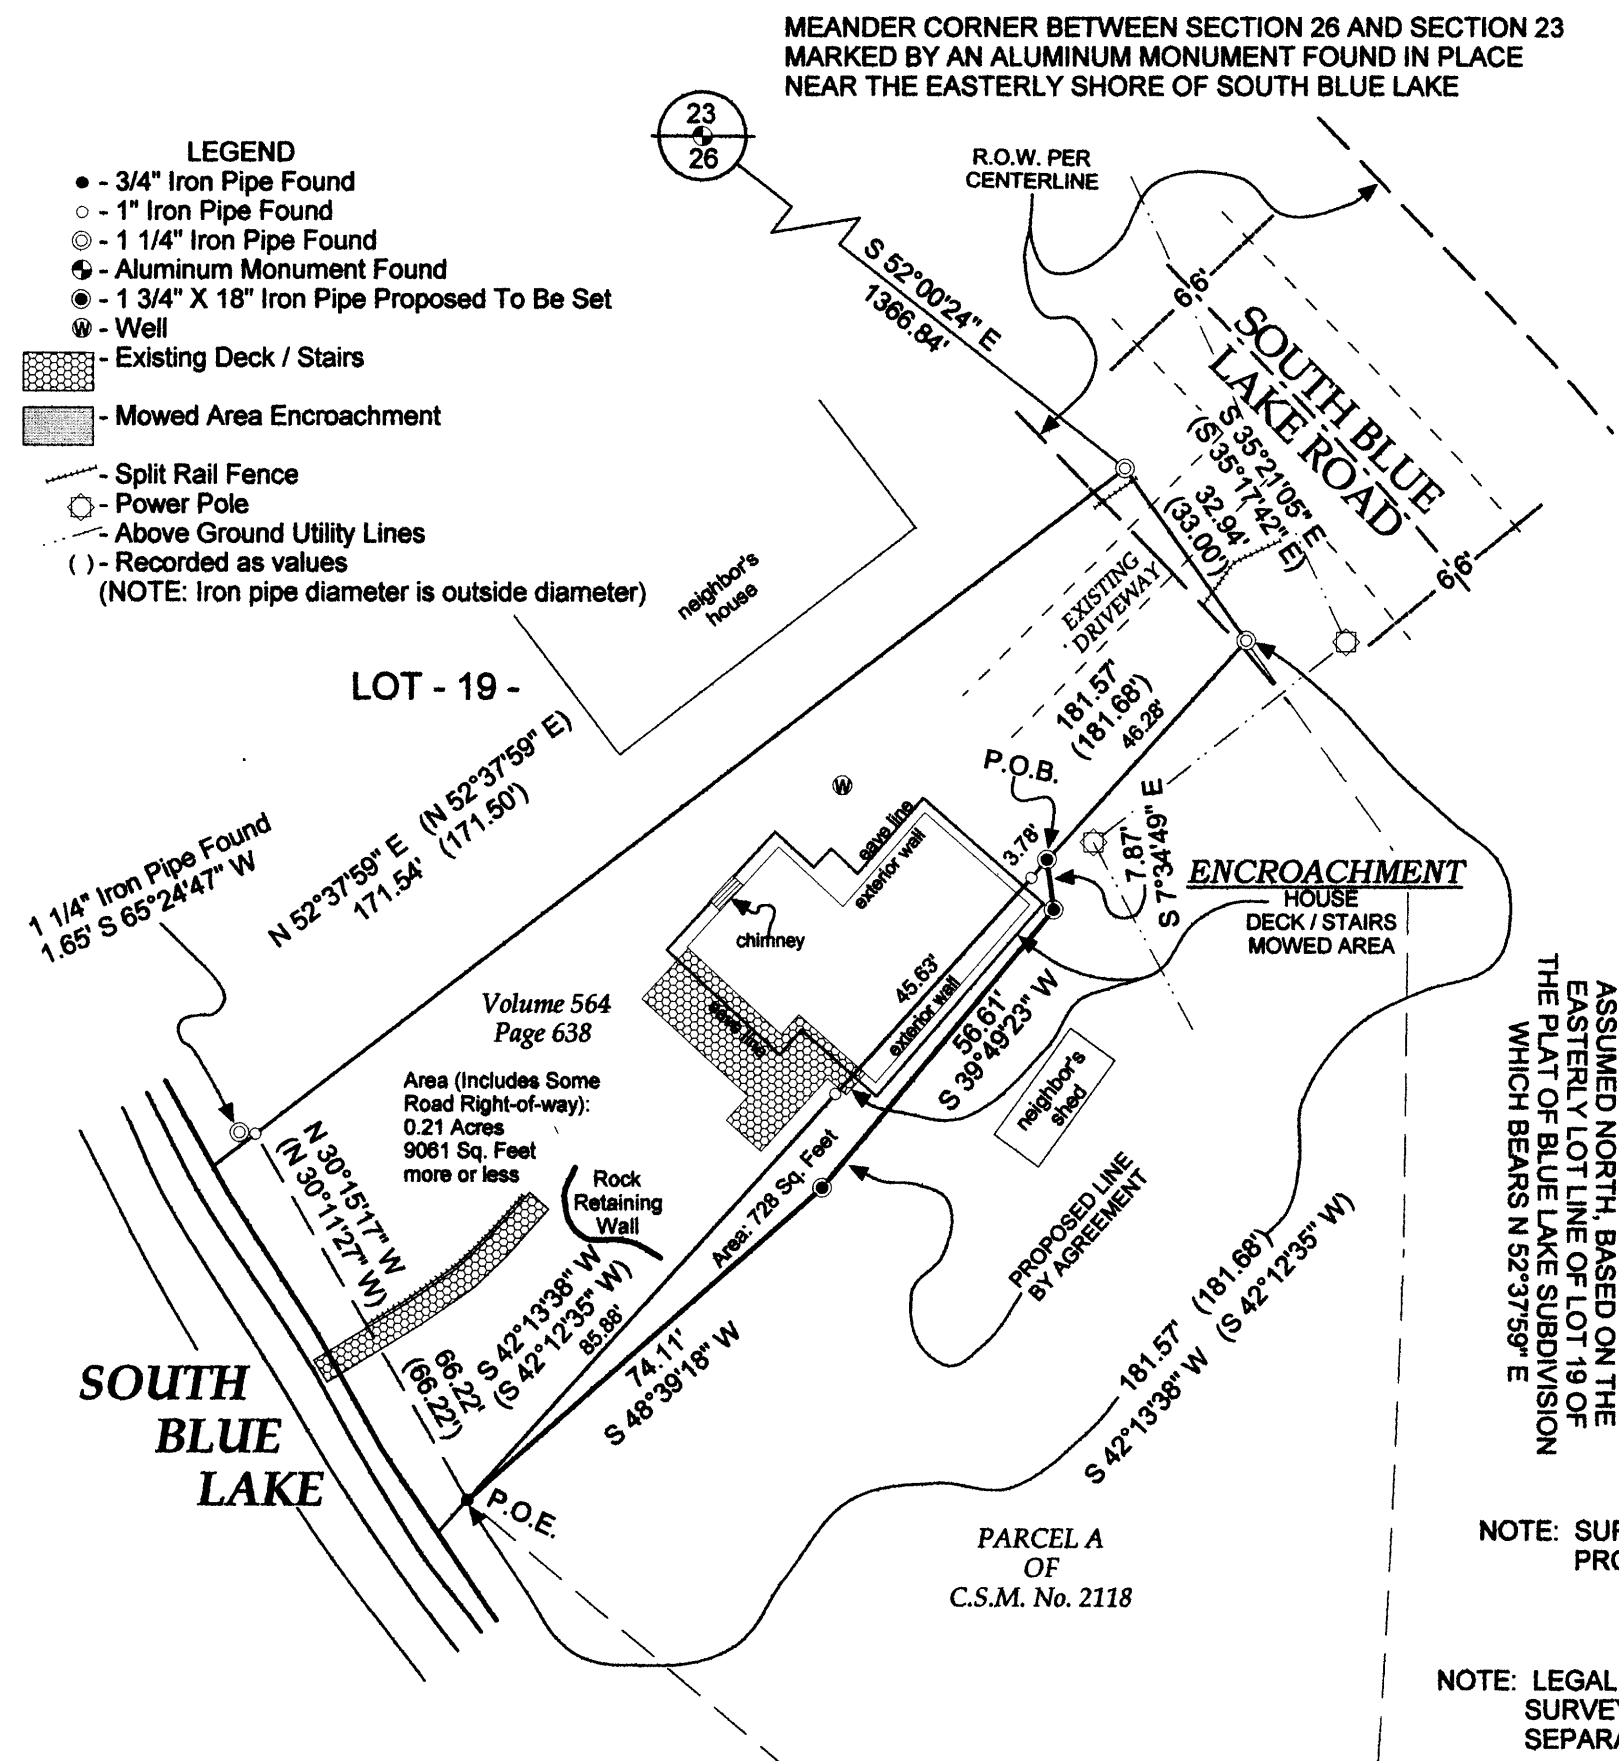 MEANDER CORNER BETWEEN SECTION 26 AND SECTION 23
MARKED BY AN ALUMINUM MONUMENT FOUND IN PLACE
NEAR THE EASTERLY SHORE OF SOUTH BLUE LAKE
23
26
LEGEND
- 3/4" Iron Pipe Found
- 1" Iron Pipe Found
- 1 1/4" Iron Pipe Found
- Aluminum Monument Found
- 1 3/4" X 18" Iron Pipe Proposed To Be Set
W - Well
- Existing Deck / Stairs
- Mowed Area Encroachment
- Split Rail Fence
- Power Pole
- Above Ground Utility Lines
( ) - Recorded as values
(NOTE: Iron pipe diameter is outside diameter)
R.O.W. PER
CENTERLINE
S 52°00'24" E
1366.84'
6,6'
SOUTH BLUE
LAKE ROAD
S 35°21'05" E
(S 35°17'42" E)
32.94'
(33.00')
6,6'
EXISTING
DRIVEWAY
neighbor's
house
LOT - 19 -
181.57'
(181.68')
46.28'
P.O.B.
W
3.78'
7.87'
S 7°34'49" E
ENCROACHMENT
HOUSE
DECK / STAIRS
MOWED AREA
1 1/4" Iron Pipe Found
1.65' S 65°24'47" W
N 52°37'59" E (N 52°37'59" E)
171.54' (171.50')
eave line
exterior wall
chimney
45.63'
exterior wall
eave line
56.61'
S 39°49'23" W
neighbor's
shed
Volume 564
Page 638
Area (Includes Some
Road Right-of-way):
0.21 Acres
9061 Sq. Feet
more or less
Rock
Retaining
Wall
Area: 728 Sq. Feet
PROPOSED LINE
BY AGREEMENT
N 30°15'17" W
(N 30°11'27" W)
66.22'
(66.22')
S 42°13'38" W
(S 42°12'35" W)
85.88'
74.11'
S 48°39'18" W
181.57' (181.68')
S 42°13'38" W (S 42°12'35" W)
SOUTH
BLUE
LAKE
P.O.E.
PARCEL A
OF
C.S.M. No. 2118
ASSUMED NORTH, BASED ON THE
EASTERLY LOT LINE OF LOT 19 OF
THE PLAT OF BLUE LAKE SUBDIVISION
WHICH BEARS N 52°37'59" E
NOTE: SUR
PRO
NOTE: LEGAL
SURVEY
SEPARA